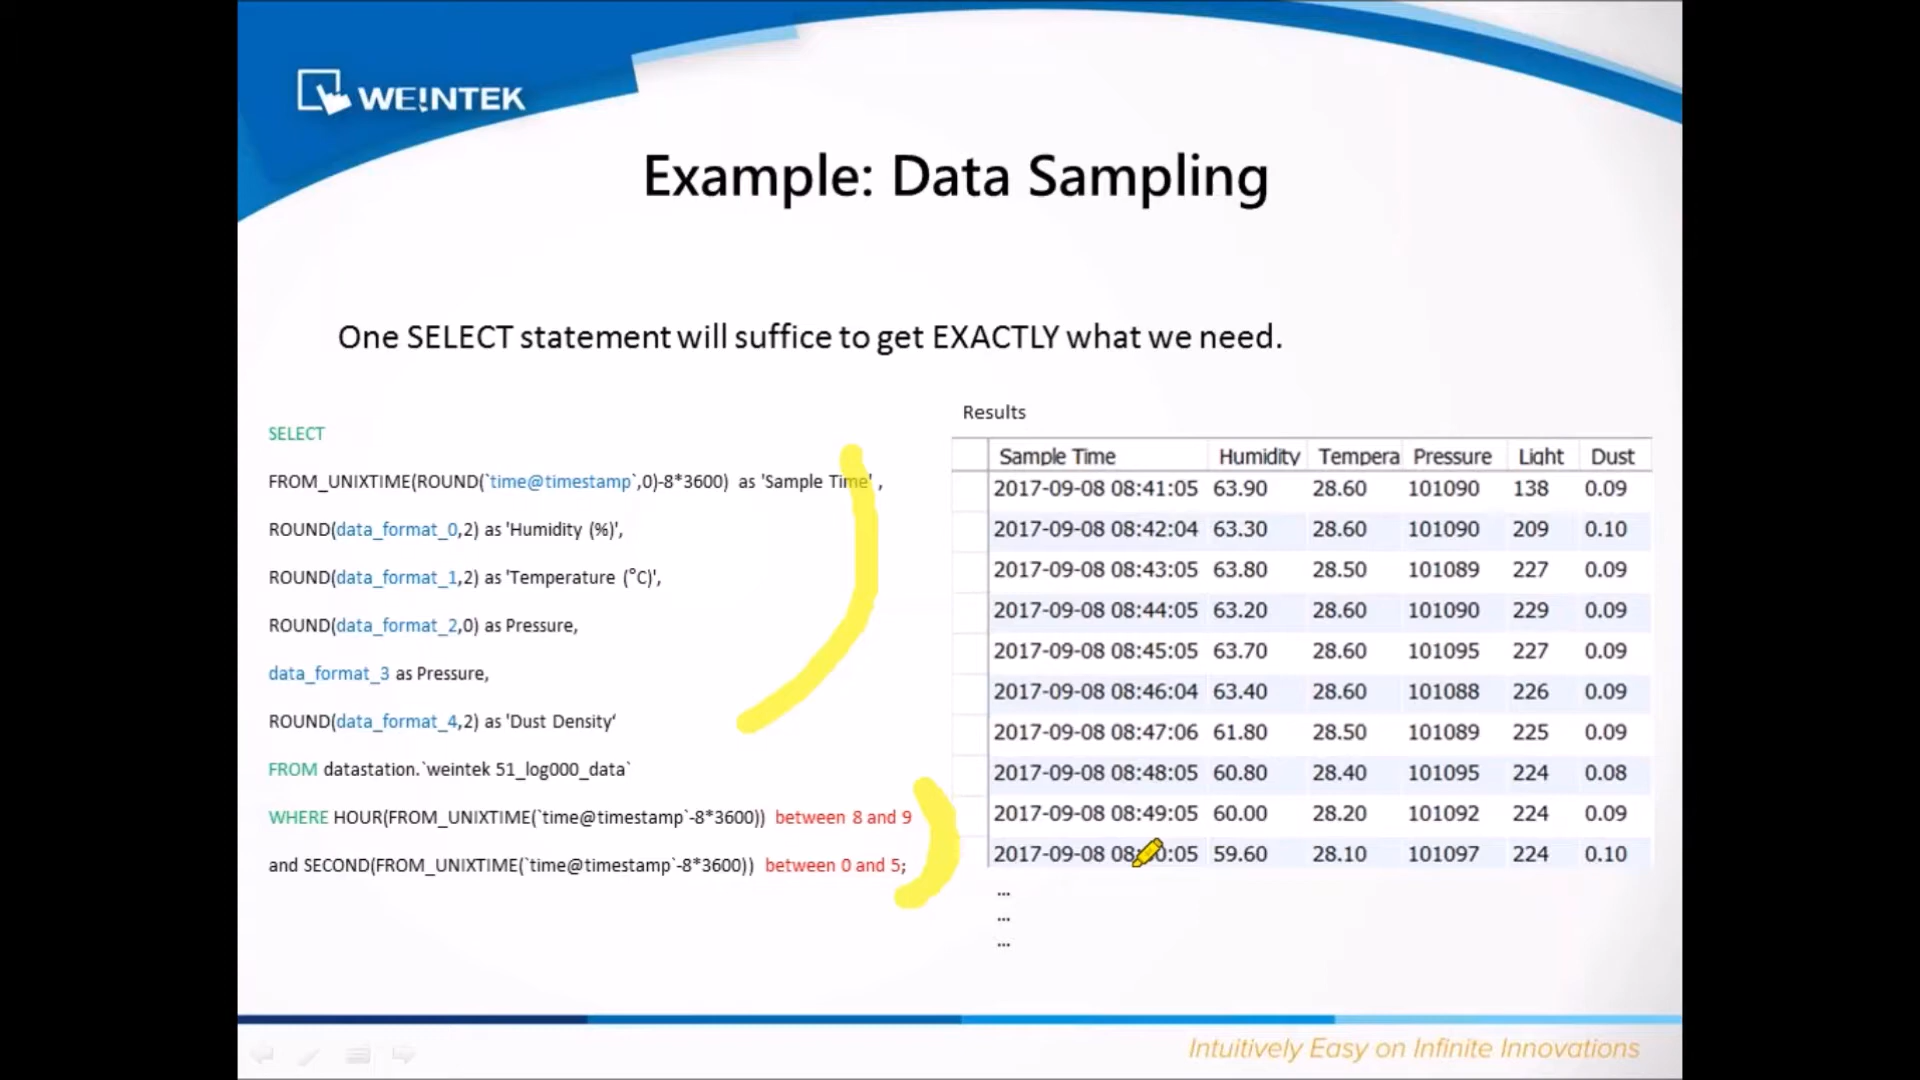 WE!NTEK
Example: Data Sampling
One SELECT statement will suffice to get EXACTLY what we need.
SELECT
FROM_UNIXTIME(ROUND(`time@timestamp`,0)-8*3600) as 'Sample Time' ,
ROUND(data_format_0,2) as 'Humidity (%)',
ROUND(data_format_1,2) as 'Temperature (°C)',
ROUND(data_format_2,0) as Pressure,
data_format_3 as Pressure,
ROUND(data_format_4,2) as 'Dust Density‘
FROM datastation.`weintek 51_log000_data`
WHERE HOUR(FROM_UNIXTIME(`time@timestamp`-8*3600)) between 8 and 9
and SECOND(FROM_UNIXTIME(`time@timestamp`-8*3600)) between 0 and 5;
Results
Sample Time Humidity Tempera Pressure Light Dust
2017-09-08 08:41:05 63.90 28.60 101090 138 0.09
2017-09-08 08:42:04 63.30 28.60 101090 209 0.10
2017-09-08 08:43:05 63.80 28.50 101089 227 0.09
2017-09-08 08:44:05 63.20 28.60 101090 229 0.09
2017-09-08 08:45:05 63.70 28.60 101095 227 0.09
2017-09-08 08:46:04 63.40 28.60 101088 226 0.09
2017-09-08 08:47:06 61.80 28.50 101089 225 0.09
2017-09-08 08:48:05 60.80 28.40 101095 224 0.08
2017-09-08 08:49:05 60.00 28.20 101092 224 0.09
2017-09-08 59.60 28.10 101097 224 0.10
...
...
...
Intuitively Easy on Infinite Innovations